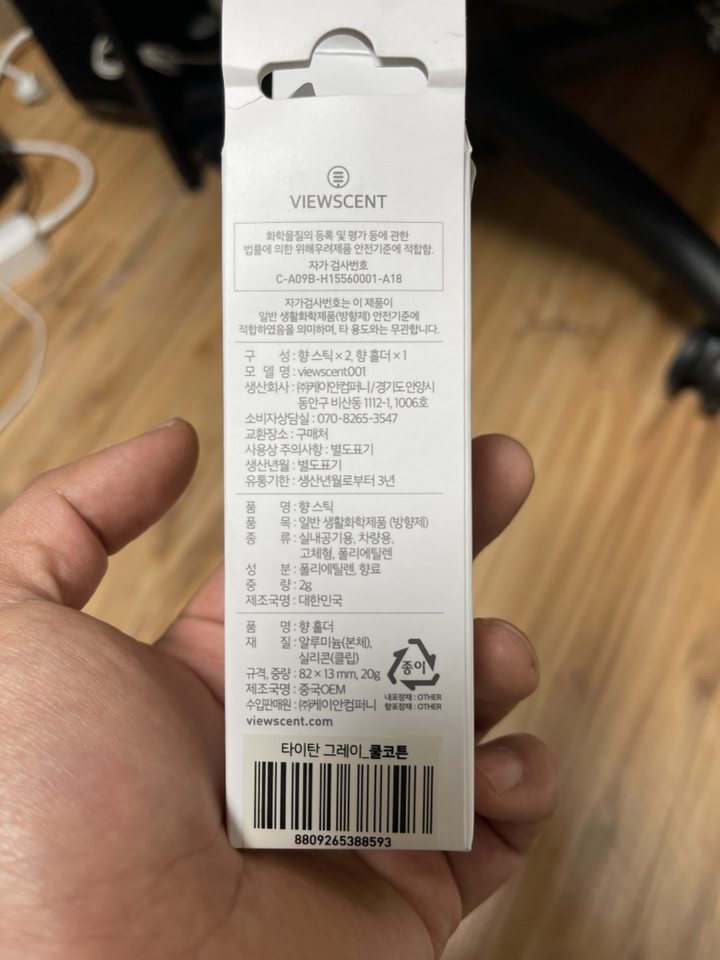 VIEWSCENT
화학물질의 등록 및 평가 등에 관한
법률에 의한 위해우려제품 안전기준에 적합함.
자가 검사번호
C-A09B-H15560001-A18
자가검사번호는 이 제품이
일반 생활화학제품(방향제) 안전기준에
적합하였음을 의미하며, 타 용도와는 무관합니다.
구 성 : 향 스틱 × 2, 향 홀더 × 1
모 델 명 : viewscent001
생산회사 : ㈜케이안컴퍼니 / 경기도 안양시
동안구 비산동 1112-1, 1006호
소비자상담실 : 070-8265-3547
교환장소 : 구매처
사용상 주의사항 : 별도표기
생산년월 : 별도표기
유통기한 : 생산년월로부터 3년
품 명 : 향 스틱
품 목 : 일반 생활화학제품 (방향제)
종 류 : 실내공기용, 차량용,
고체형, 폴리에틸렌
성 분 : 폴리에틸렌, 향료
중 량 : 2g
제조국명 : 대한민국
품 명 : 향 홀더
재 질 : 알루미늄(본체),
실리콘(클립)
규격, 중량 : 82 × 13 mm, 20g
제조국명 : 중국OEM
수입판매원 : ㈜케이안컴퍼니
viewscent.com
종이
내포장재 : OTHER
향포장재 : OTHER
타이탄 그레이_쿨코튼
8809265388593